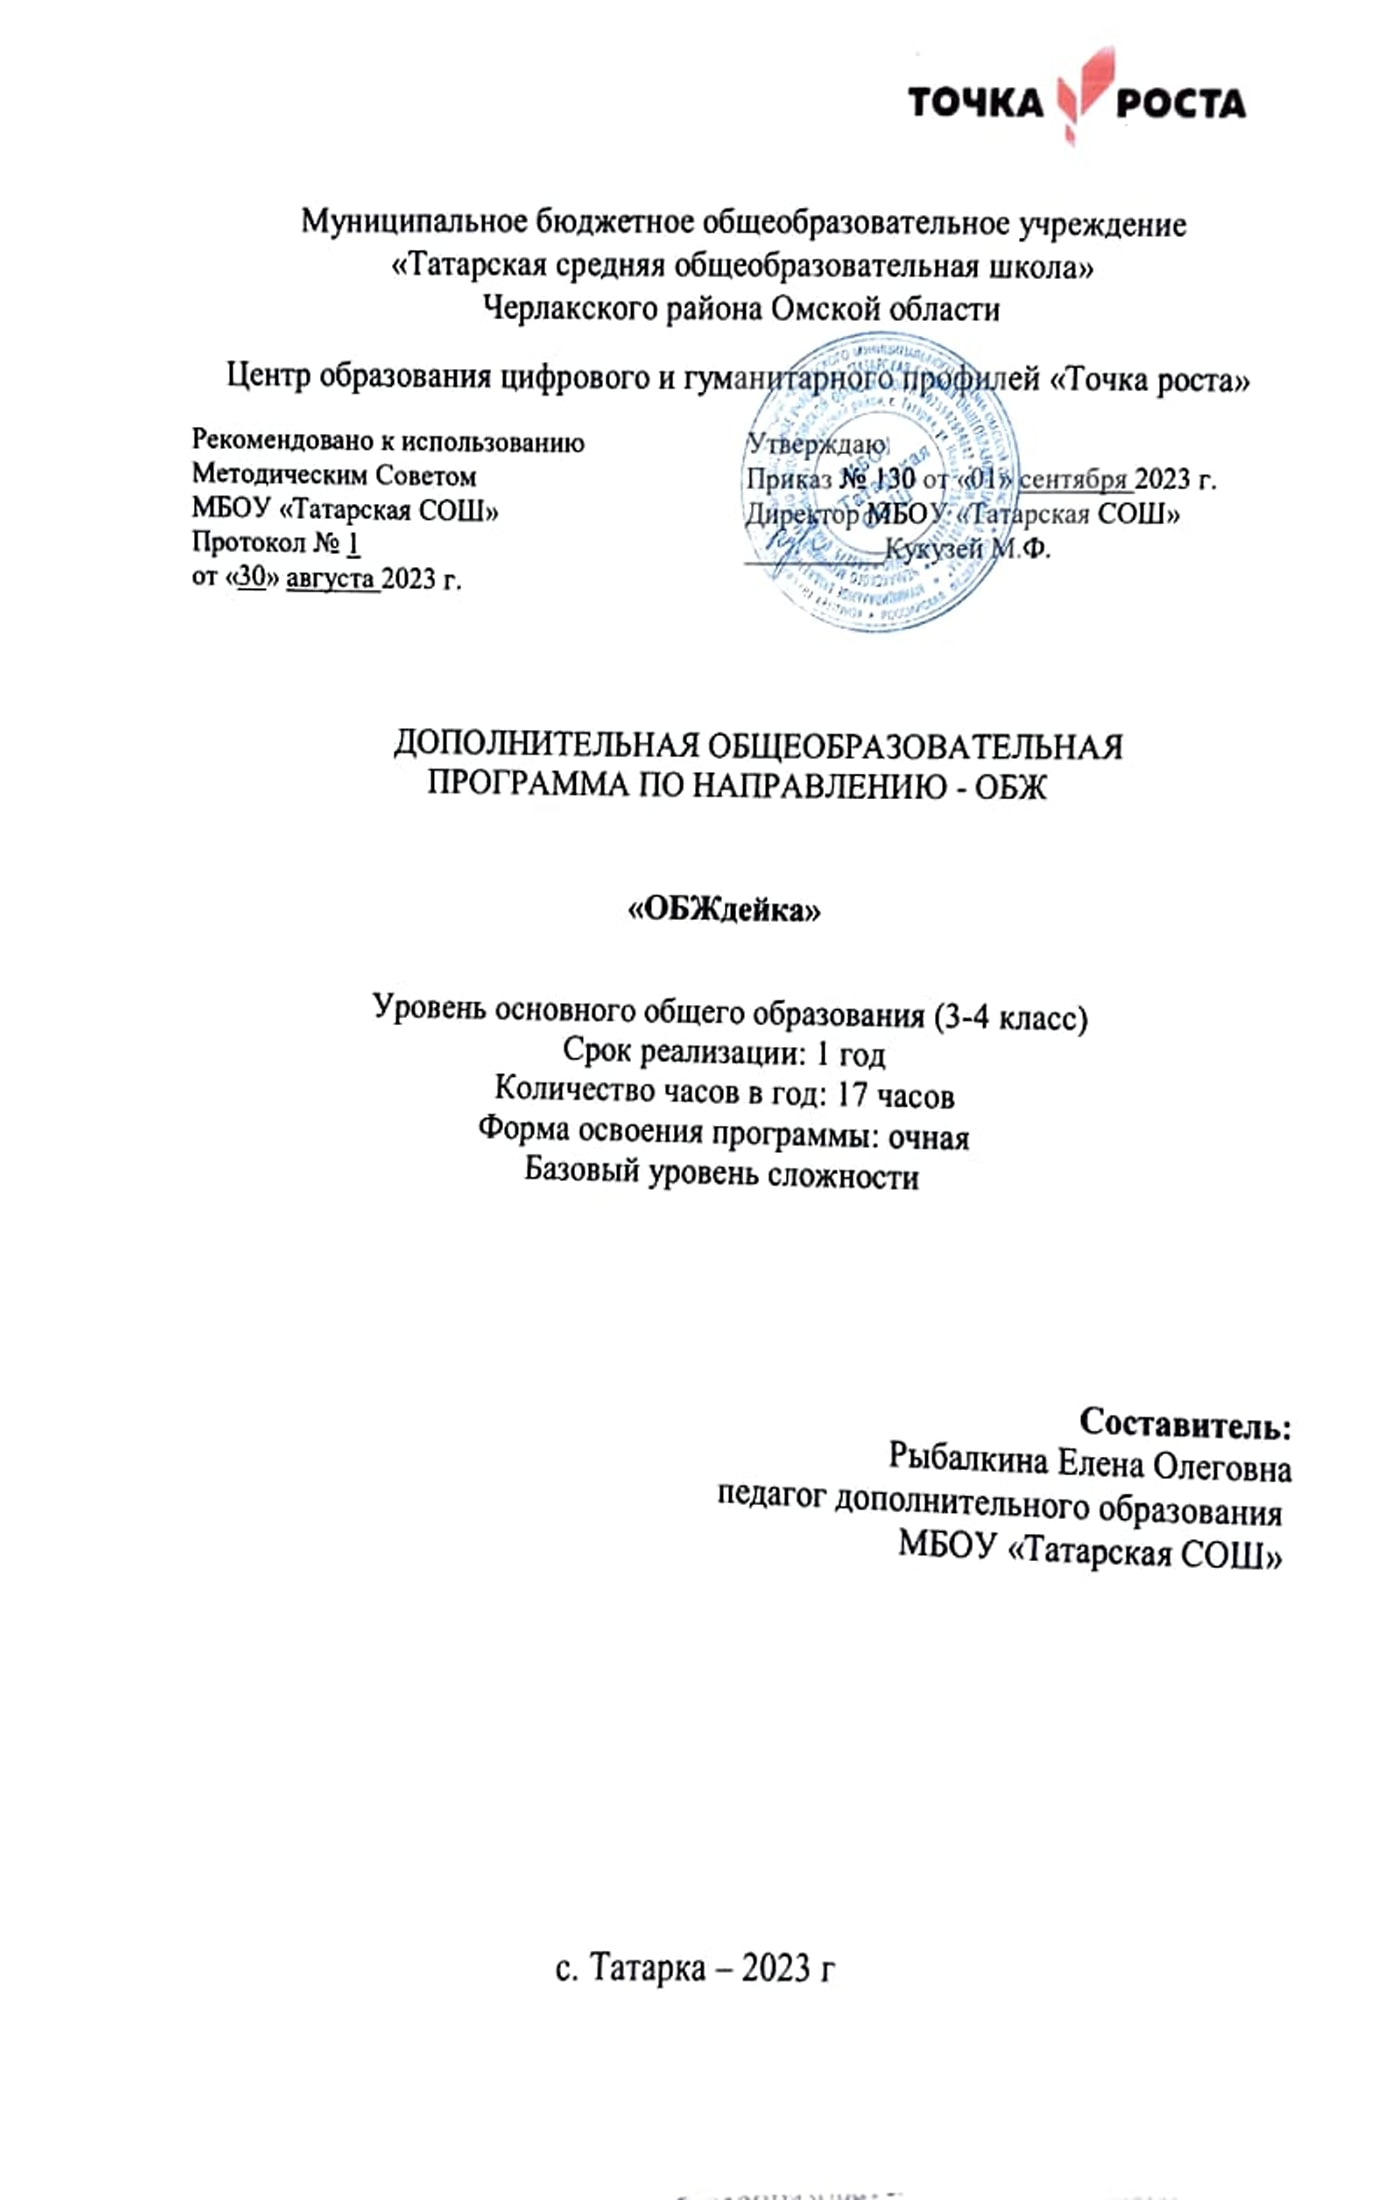 ТОЧКА РОСТА
Муниципальное бюджетное общеобразовательное учреждение
«Татарская средняя общеобразовательная школа»
Черлакского района Омской области
Центр образования цифрового и гуманитарного профилей «Точка роста»
Рекомендовано к использованию
Методическим Советом
МБОУ «Татарская СОШ»
Протокол № 1
от «30» августа 2023 г.
Утверждаю
Приказ № 130 от «01» сентября 2023 г.
Директор МБОУ «Татарская СОШ»
__________Кукузей М.Ф.
МБОУ
Татарская
СОШ
ДОПОЛНИТЕЛЬНАЯ ОБЩЕОБРАЗОВАТЕЛЬНАЯ
ПРОГРАММА ПО НАПРАВЛЕНИЮ - ОБЖ
«ОБЖдейка»
Уровень основного общего образования (3-4 класс)
Срок реализации: 1 год
Количество часов в год: 17 часов
Форма освоения программы: очная
Базовый уровень сложности
Составитель:
Рыбалкина Елена Олеговна
педагог дополнительного образования
МБОУ «Татарская СОШ»
с. Татарка – 2023 г